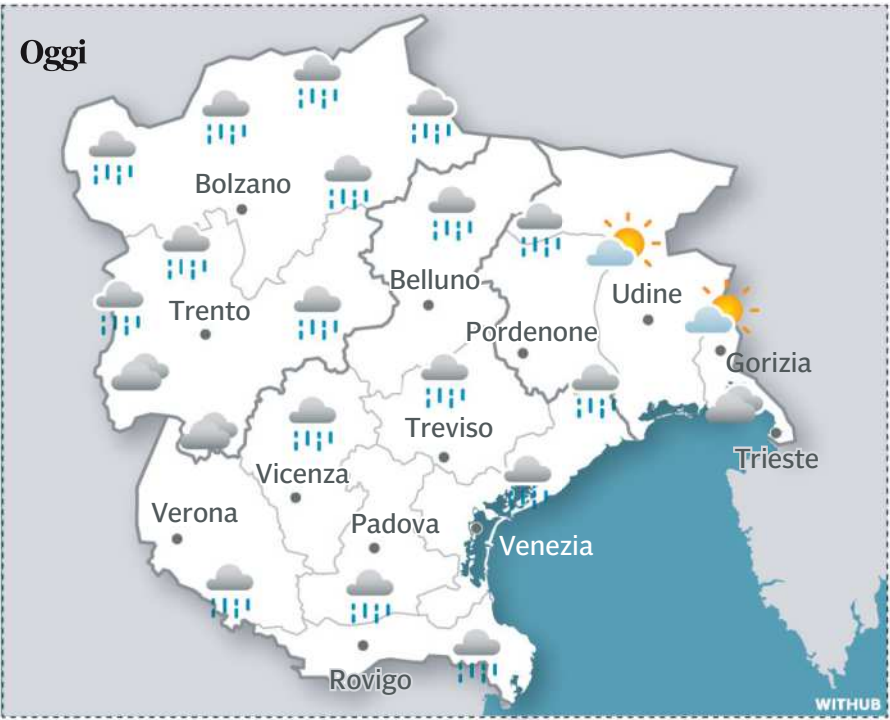 Oggi
Bolzano
Belluno
Trento
Udine
Pordenone
Gorizia
Treviso
Trieste
Vicenza
Verona
Padova
Venezia
Rovigo
WITHUB